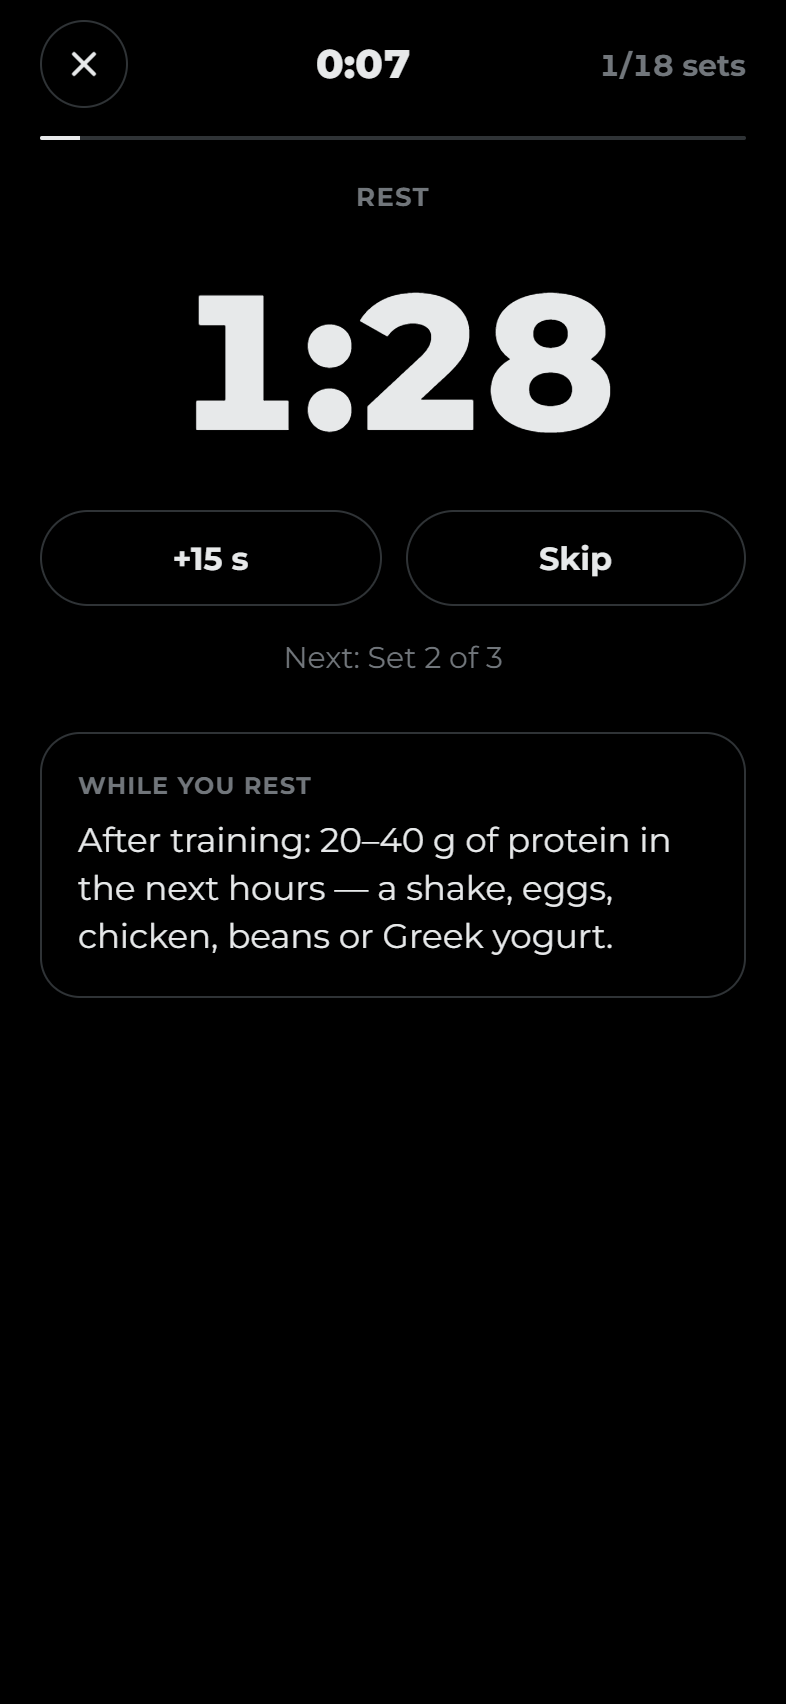 0:07
1/18 sets
REST
1:28
+15 s
Skip
Next: Set 2 of 3
WHILE YOU REST
After training: 20–40 g of protein in
the next hours — a shake, eggs,
chicken, beans or Greek yogurt.